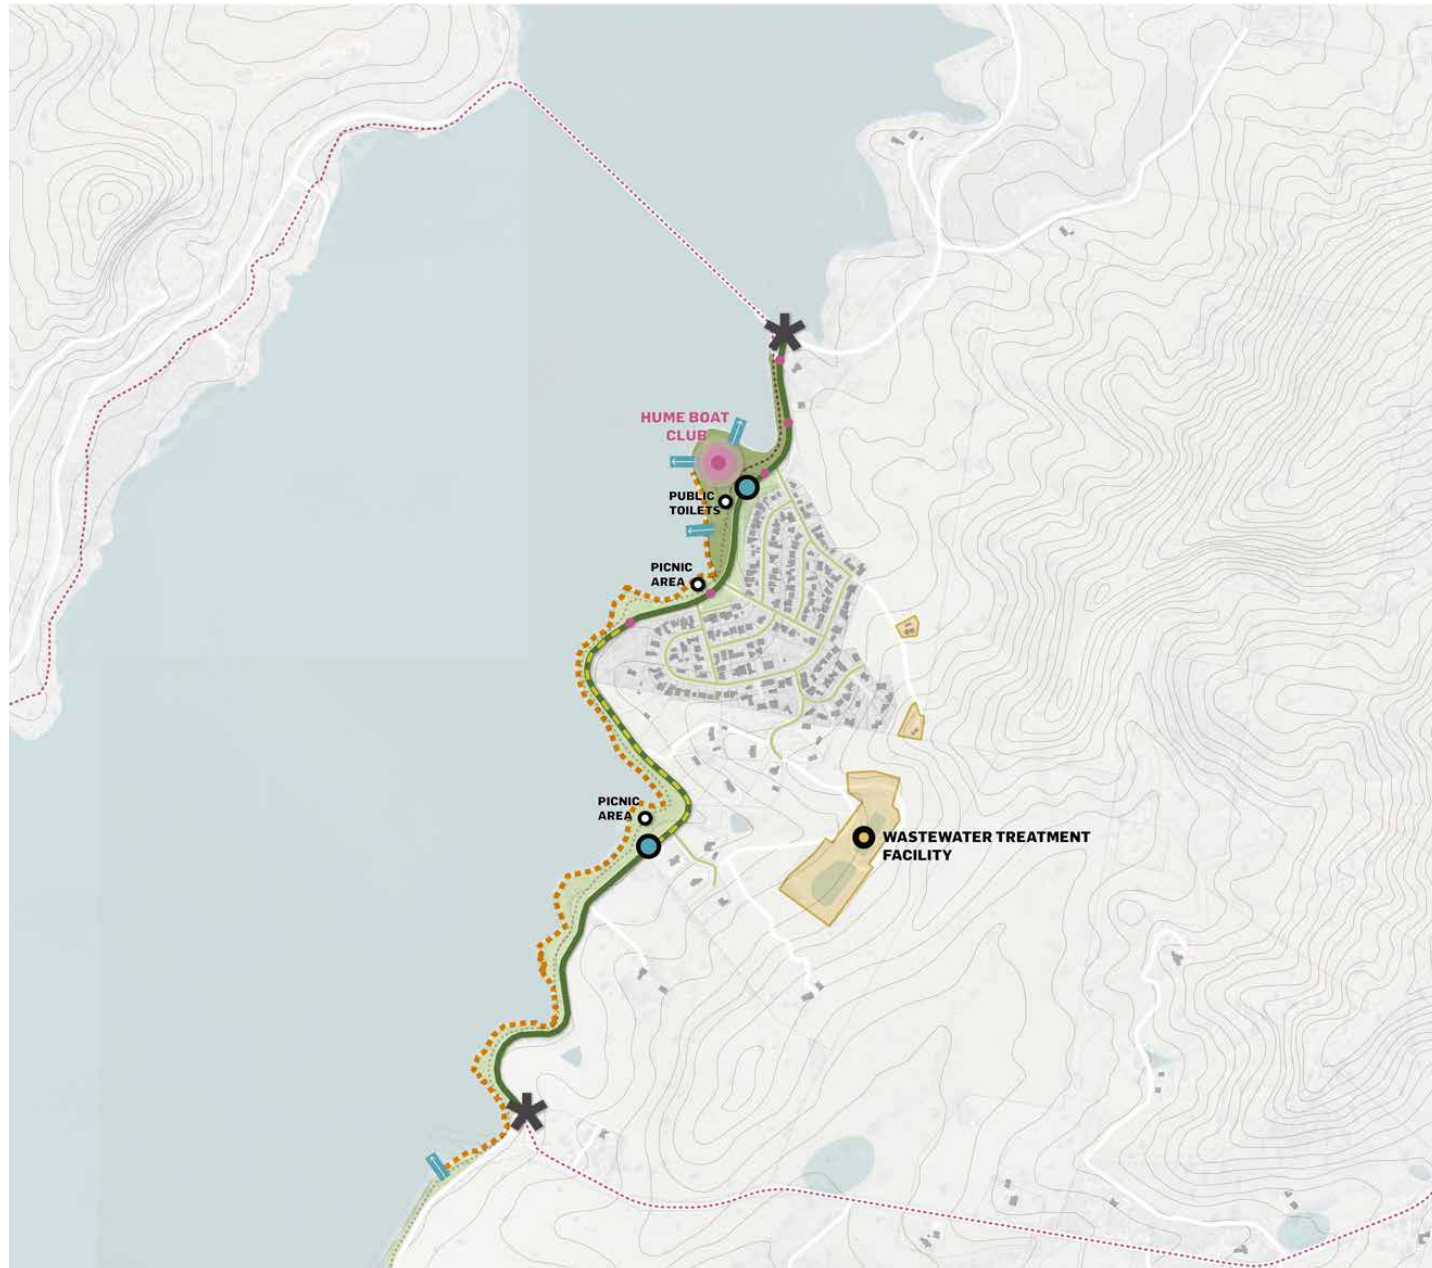 HUME BOAT
CLUB
PUBLIC
TOILETS
PICNIC
AREA
PICNIC
AREA
WASTEWATER TREATMENT
FACILITY